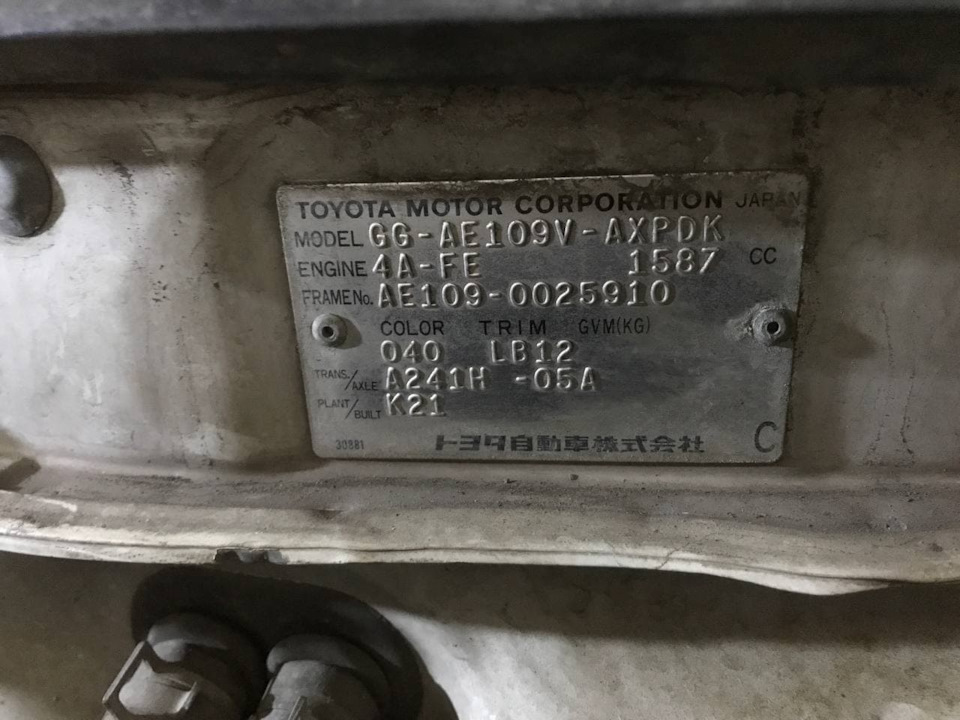 TOYOTA MOTOR CORPORATION JAPAN
MODEL GG-AE109V-AXPDK
ENGINE 4A-FE 1587 CC
FRAME No. AE109-0025910
COLOR TRIM GVM(KG)
040 LB12
TRANS./AXLE A241H -05A
PLANT/BUILT K21
30881 トヨタ自動車株式会社 C